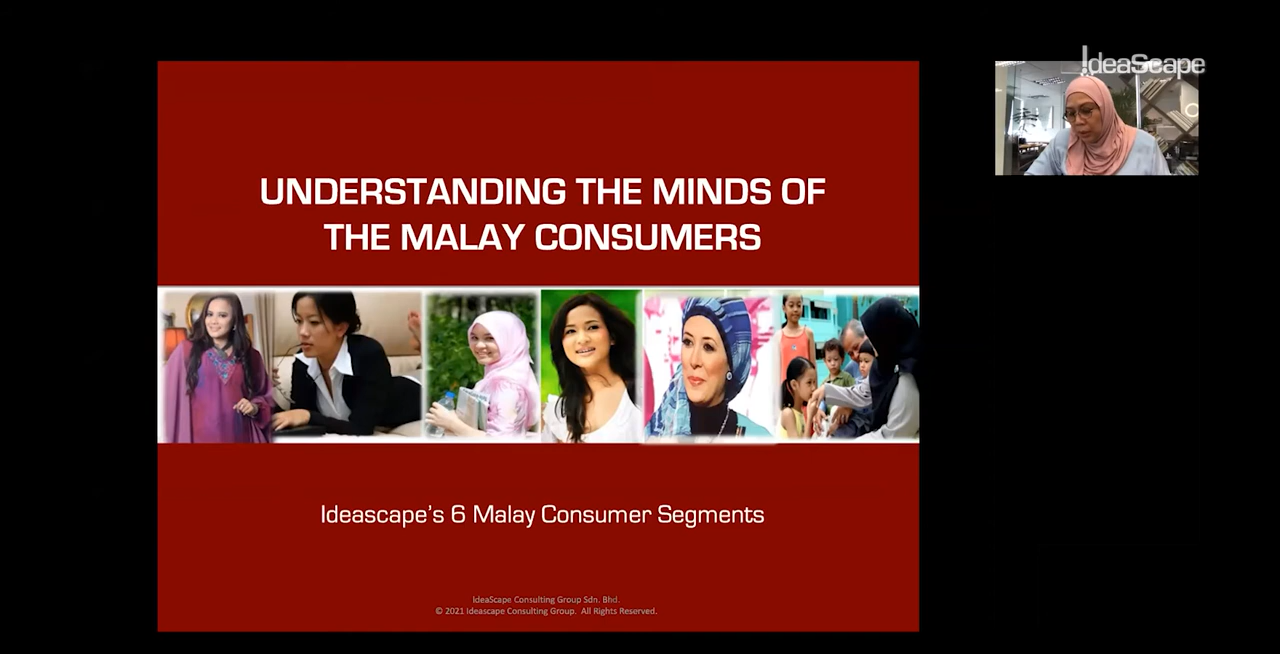 IdeaScape
UNDERSTANDING THE MINDS OF
THE MALAY CONSUMERS
Ideascape's 6 Malay Consumer Segments
IdeaScape Consulting Group Sdn. Bhd.
© 2021 Ideascape Consulting Group. All Rights Reserved.